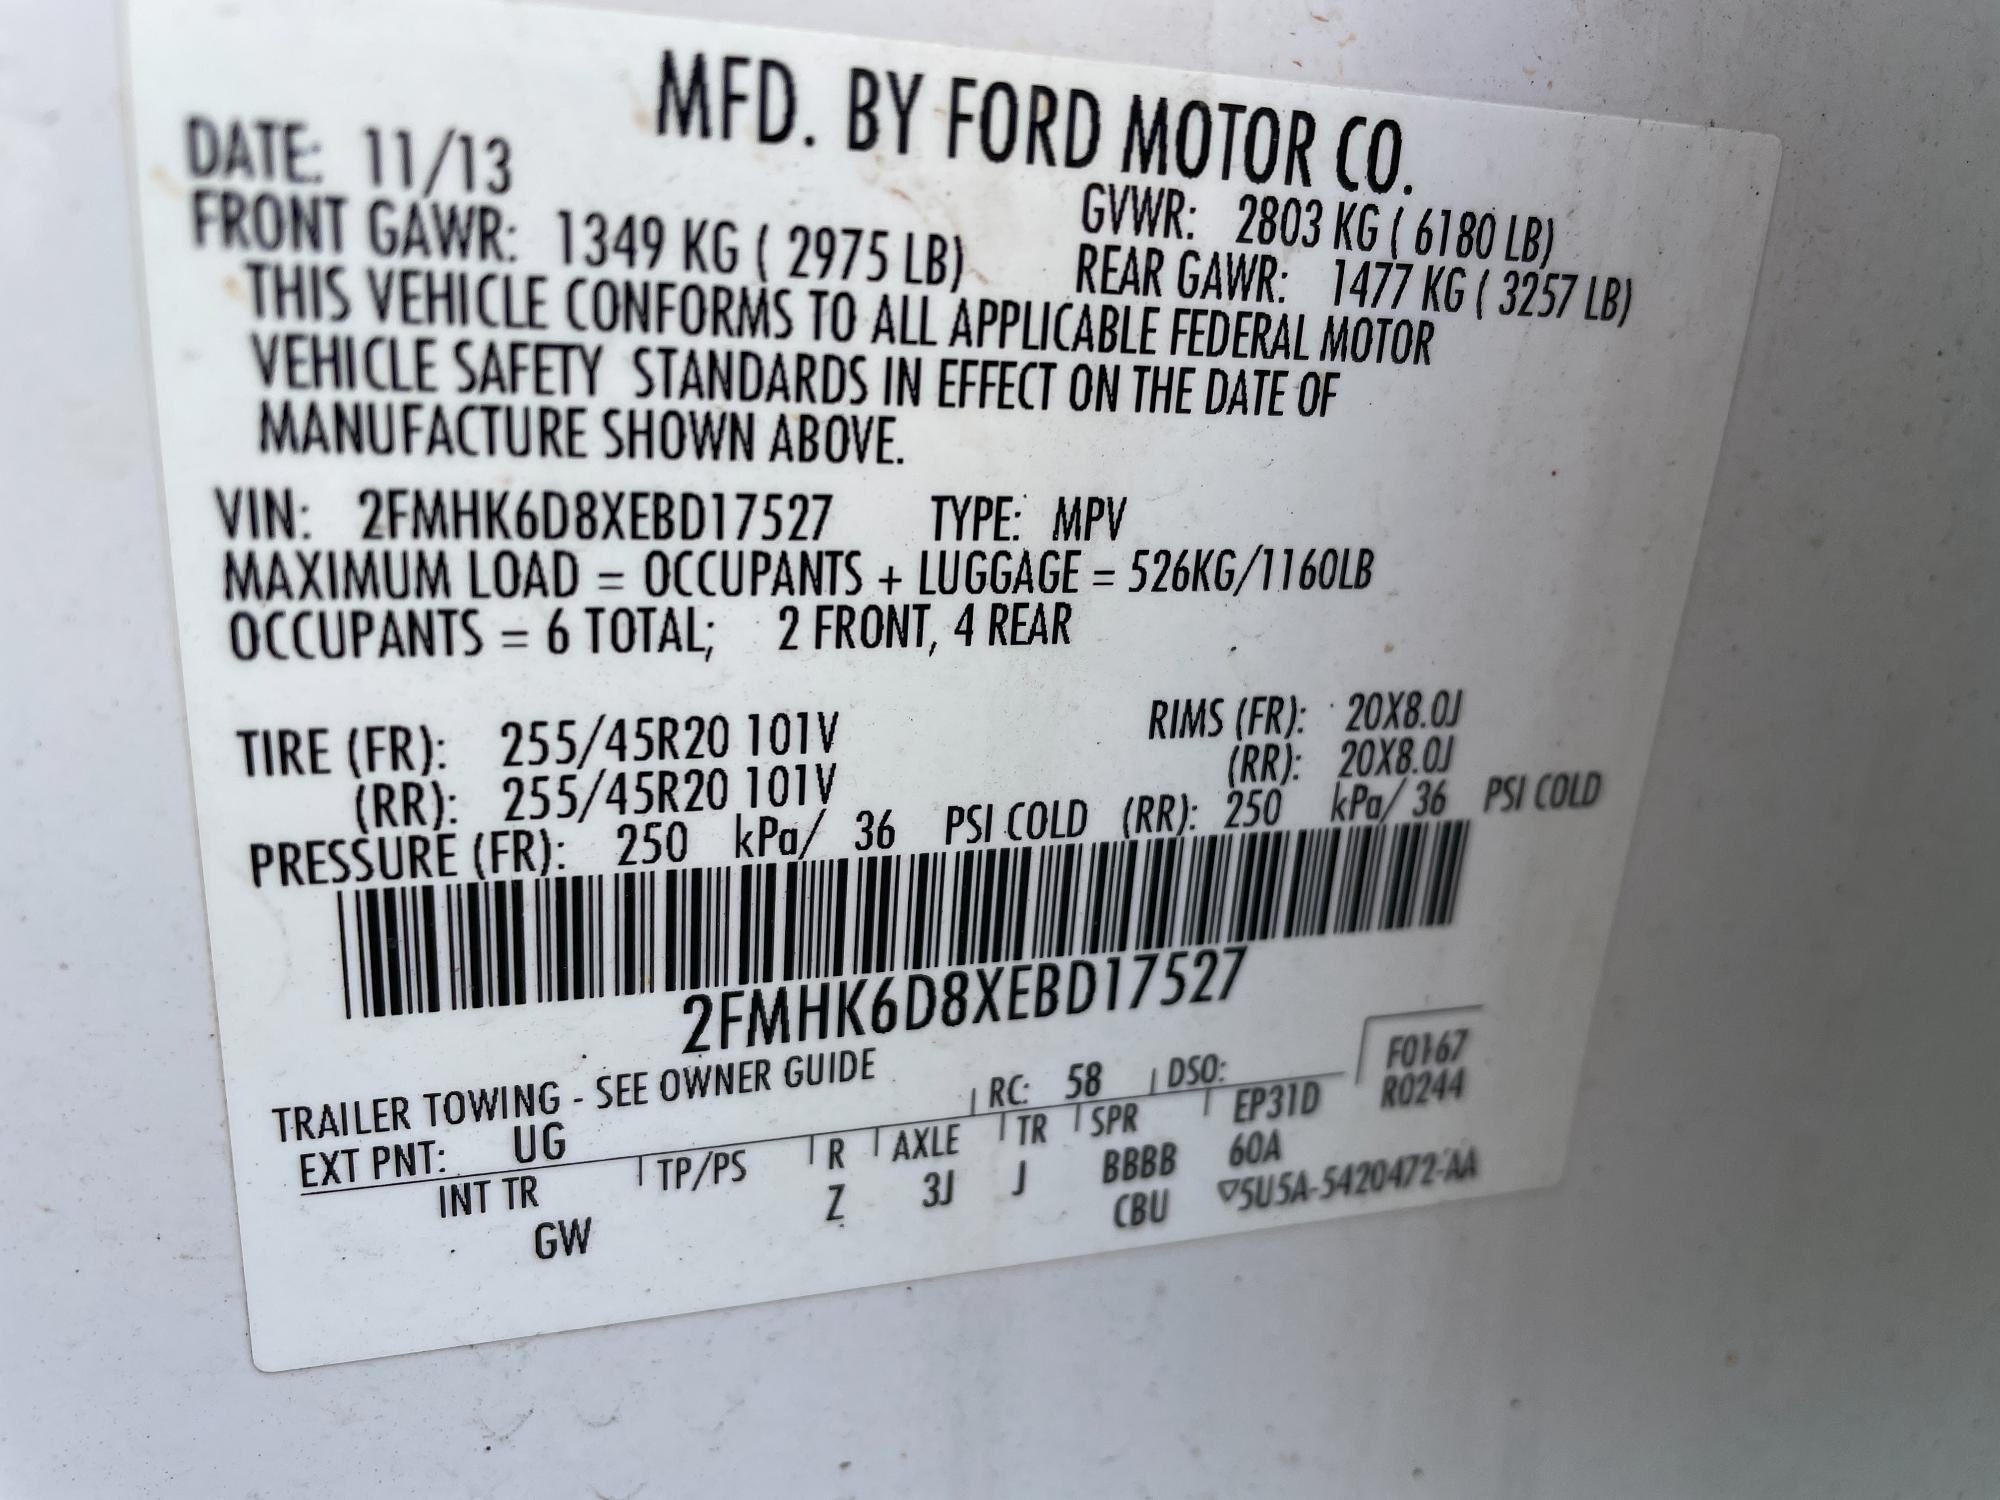 MFD. BY FORD MOTOR CO.
DATE: 11/13
GVWR: 2803 KG ( 6180 LB)
FRONT GAWR: 1349 KG ( 2975 LB) REAR GAWR: 1477 KG ( 3257 LB)
THIS VEHICLE CONFORMS TO ALL APPLICABLE FEDERAL MOTOR
VEHICLE SAFETY STANDARDS IN EFFECT ON THE DATE OF
MANUFACTURE SHOWN ABOVE.
VIN: 2FMHK6D8XEBD17527 TYPE: MPV
MAXIMUM LOAD = OCCUPANTS + LUGGAGE = 526KG/1160LB
OCCUPANTS = 6 TOTAL; 2 FRONT, 4 REAR
TIRE (FR): 255/45R20 101V RIMS (FR): 20X8.0J
(RR): 255/45R20 101V (RR): 20X8.0J
PRESSURE (FR): 250 kPa/ 36 PSI COLD (RR): 250 kPa/ 36 PSI COLD
2FMHK6D8XEBD17527
TRAILER TOWING - SEE OWNER GUIDE
F0167
EXT PNT: UG RC: 58 DSO: R0244
INT TR TP/PS R AXLE TR SPR EP31D
GW Z 3J J BBBB 60A
CBU ▽5U5A-5420472-AA